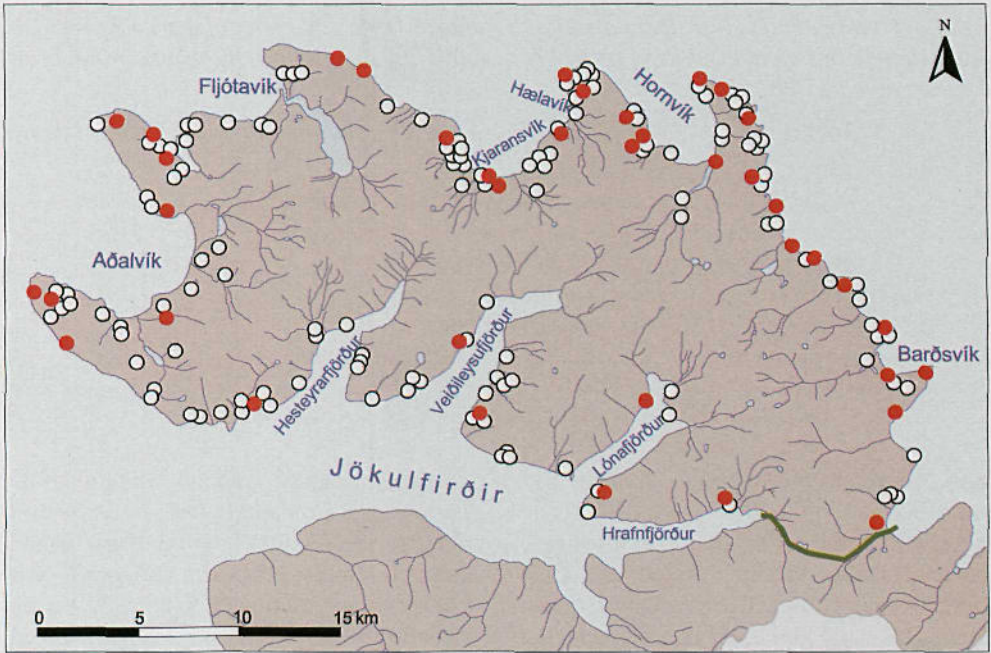 N
Fljótavík
Hælavík
Hornvík
Kjaransvík
Aðalvík
Barðsvík
Hesteyrarfjörður
Veiðileysufjörður
Lónafjörður
Jökulfirðir
Hrafnfjörður
0 5 10 15 km